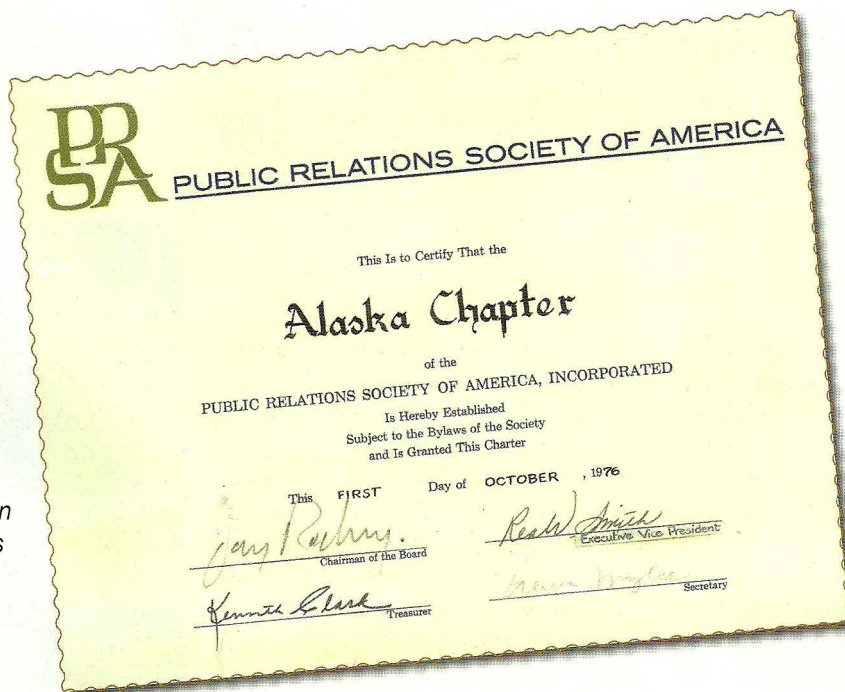 PRSA
PUBLIC RELATIONS SOCIETY OF AMERICA
This Is to Certify That the
Alaska Chapter
of the
PUBLIC RELATIONS SOCIETY OF AMERICA, INCORPORATED
Is Hereby Established
Subject to the Bylaws of the Society
and Is Granted This Charter
This FIRST Day of OCTOBER , 1976
Chairman of the Board
Smith
Executive Vice President
Kenneth Clark
Treasurer
Secretary
n
s